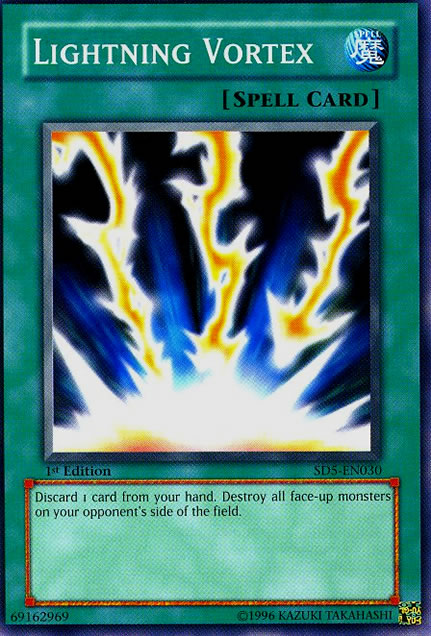 LIGHTNING VORTEX
SPELL
魔
[SPELL CARD]
1st Edition
SD5-EN030
Discard 1 card from your hand. Destroy all face-up monsters
on your opponent's side of the field.
69162969
©1996 KAZUKI TAKAHASHI